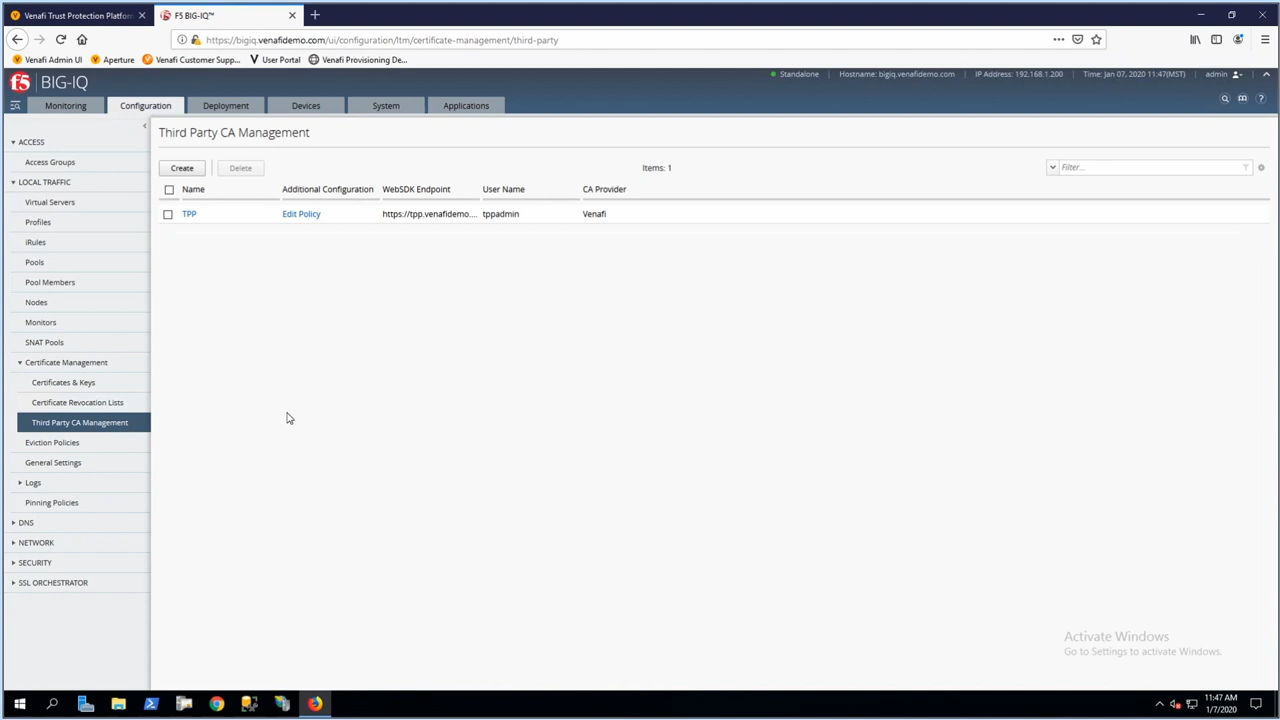 Venafi Trust Protection Platform
F5 BIG-IQ™
https://bigiq.venafidemo.com/ui/configuration/ltm/certificate-management/third-party
Venafi Admin UI
Aperture
Venafi Customer Supp...
User Portal
Venafi Provisioning De...
f5
BIG-IQ
Standalone
Hostname: bigiq.venafidemo.com
IP Address: 192.168.1.200
Time: Jan 07, 2020 11:47(MST)
admin
Monitoring
Configuration
Deployment
Devices
System
Applications
ACCESS
Access Groups
LOCAL TRAFFIC
Virtual Servers
Profiles
iRules
Pools
Pool Members
Nodes
Monitors
SNAT Pools
Certificate Management
Certificates & Keys
Certificate Revocation Lists
Third Party CA Management
Eviction Policies
General Settings
Logs
Pinning Policies
DNS
NETWORK
SECURITY
SSL ORCHESTRATOR
Third Party CA Management
Create
Delete
Items: 1
Filter...
Name
Additional Configuration
WebSDK Endpoint
User Name
CA Provider
TPP
Edit Policy
https://tpp.venafidemo....
tppadmin
Venafi
Activate Windows
Go to Settings to activate Windows.
11:47 AM
1/7/2020